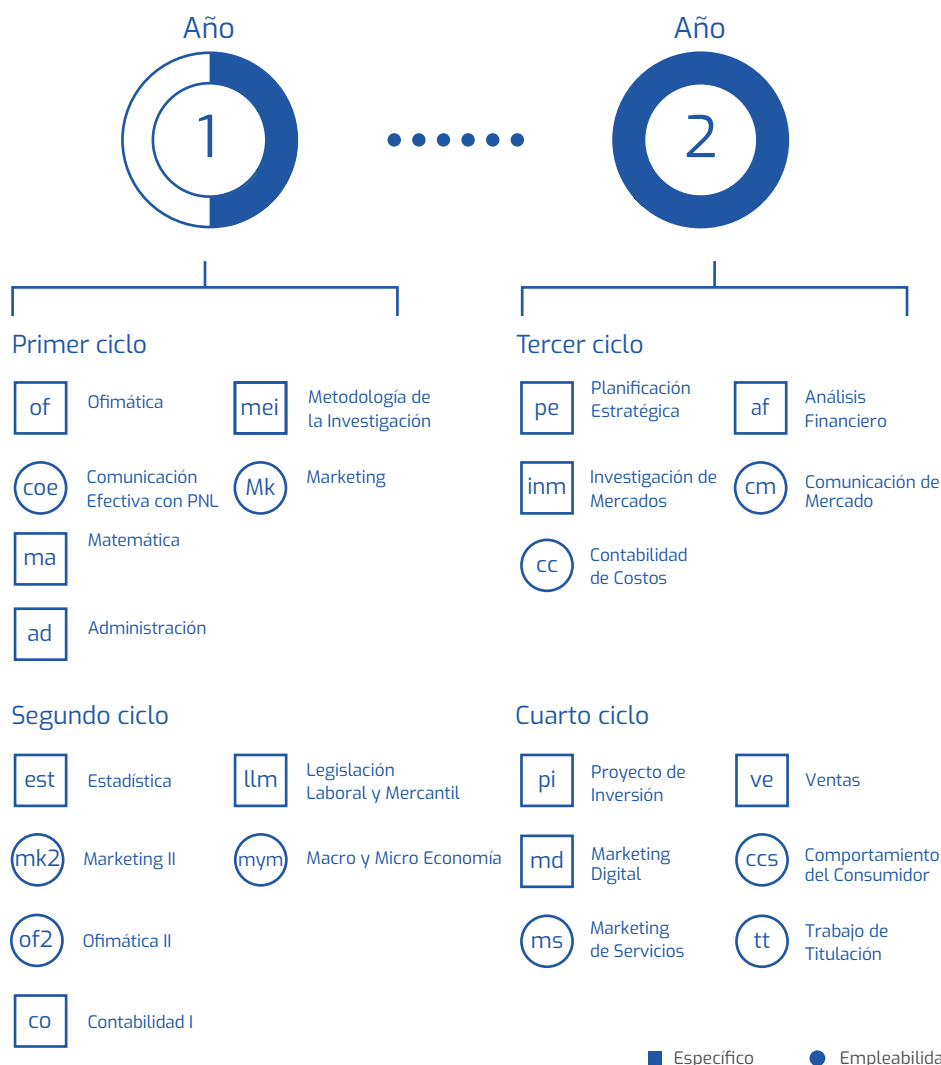 Año
1
Año
2
Primer ciclo
of
Ofimática
mei
Metodología de
la Investigación
coe
Comunicación
Efectiva con PNL
Mk
Marketing
ma
Matemática
ad
Administración
Segundo ciclo
est
Estadística
llm
Legislación
Laboral y Mercantil
mk2
Marketing II
mym
Macro y Micro Economía
of2
Ofimática II
co
Contabilidad I
Tercer ciclo
pe
Planificación
Estratégica
af
Análisis
Financiero
inm
Investigación de
Mercados
cm
Comunicación de
Mercado
cc
Contabilidad
de Costos
Cuarto ciclo
pi
Proyecto de
Inversión
ve
Ventas
md
Marketing
Digital
ccs
Comportamiento
del Consumidor
ms
Marketing
de Servicios
tt
Trabajo de
Titulación
Específico
Empleabilida